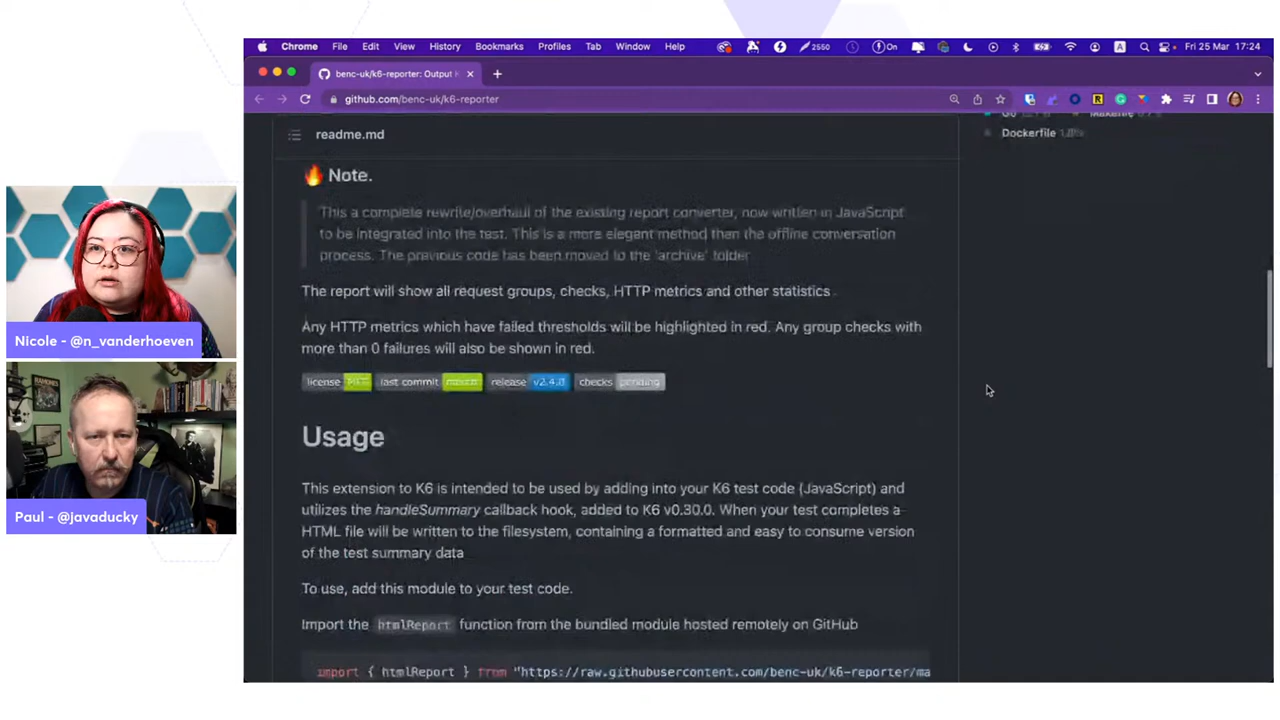 Chrome File Edit View History Bookmarks Profiles Tab Window Help 2550 On A Fri 25 Mar 17:24
benc-uk/k6-reporter: Output
github.com/benc-uk/k6-reporter
readme.md
Go
Makefile
Dockerfile 1.8%
🔥 Note.
This a complete rewrite/overhaul of the existing report converter, now written in JavaScript
to be integrated into the test. This is a more elegant method than the offline conversation
process. The previous code has been moved to the 'archive' folder
The report will show all request groups, checks, HTTP metrics and other statistics
Any HTTP metrics which have failed thresholds will be highlighted in red. Any group checks with
more than 0 failures will also be shown in red.
license MIT last commit march release v2.4.0 checks pending
Usage
This extension to K6 is intended to be used by adding into your K6 test code (JavaScript) and
utilizes the handleSummary callback hook, added to K6 v0.30.0. When your test completes a
HTML file will be written to the filesystem, containing a formatted and easy to consume version
of the test summary data
To use, add this module to your test code.
Import the htmlReport function from the bundled module hosted remotely on GitHub
import { htmlReport } from "https://raw.githubusercontent.com/benc-uk/k6-reporter/ma
Nicole - @n_vanderhoeven
Paul - @javaducky